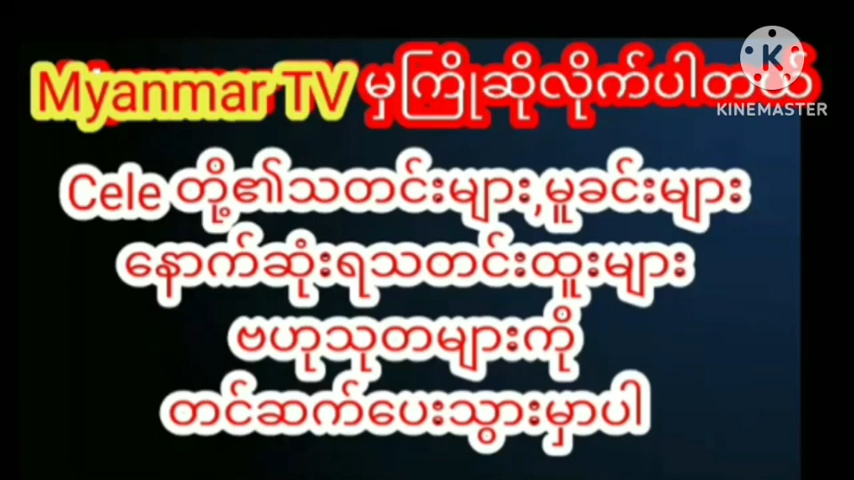 Myanmar TV မှကြိုဆိုလိုက်ပါတယ်
KINEMASTER
Cele တို့၏သတင်းများ,မူခင်းများ
နောက်ဆုံးရသတင်းထူးများ
ဗဟုသုတများကို
တင်ဆက်ပေးသွားမှာပါ